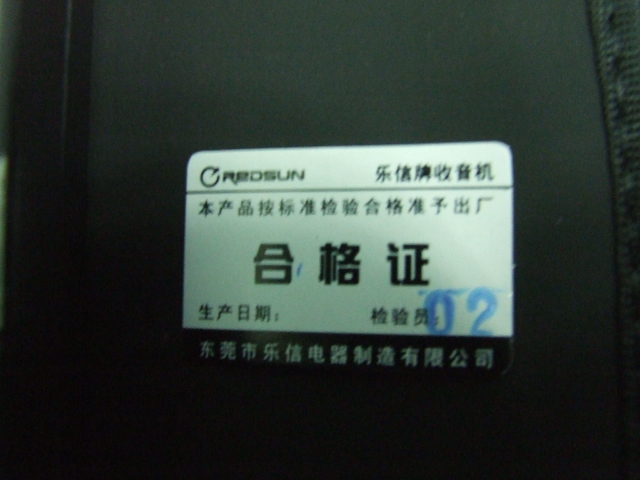 REDSUN 乐信牌收音机
本产品按标准检验合格准予出厂
合格证
生产日期： 检验员：02
东莞市乐信电器制造有限公司